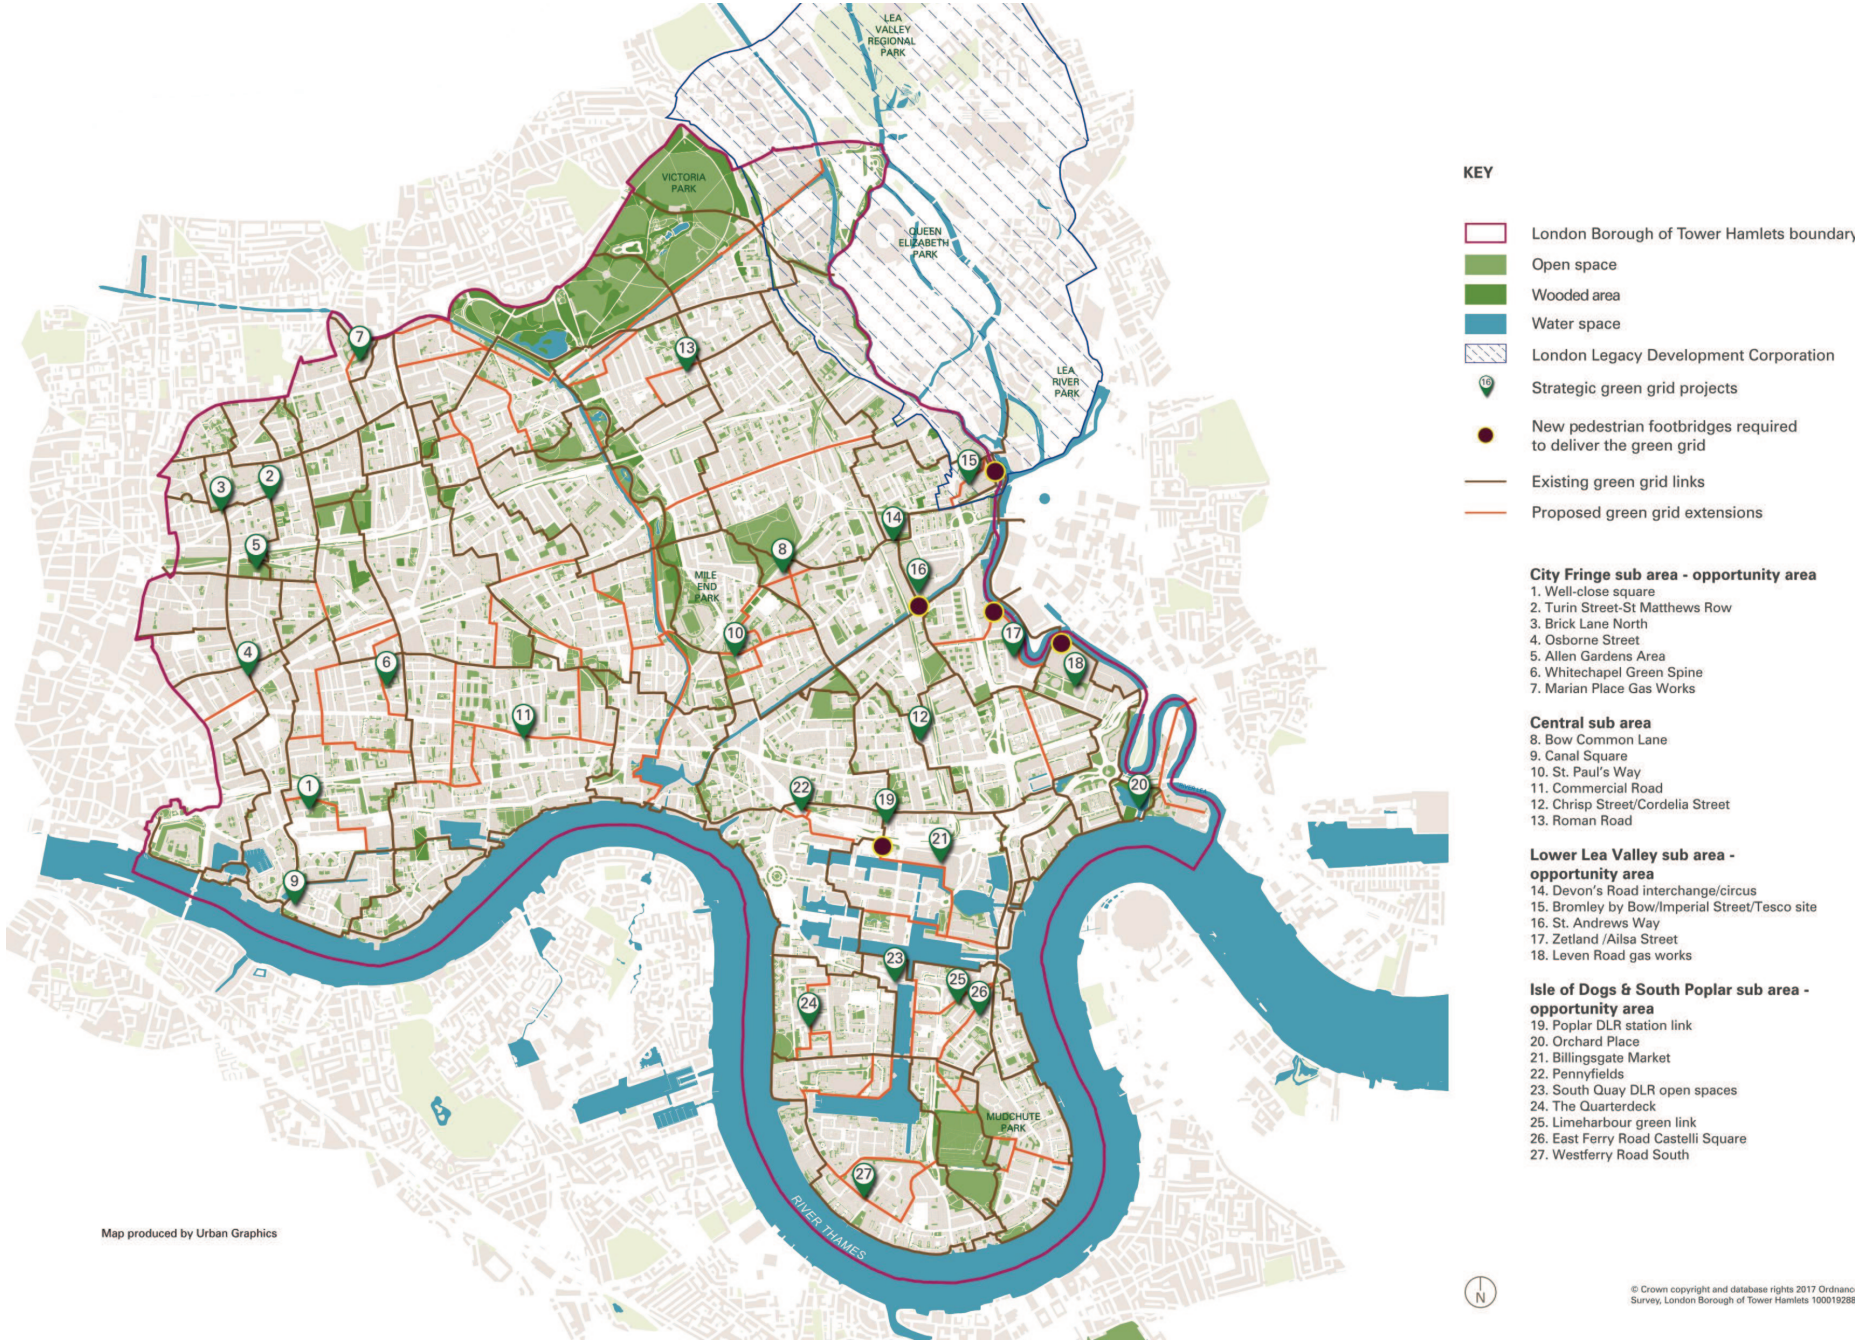 LEA
VALLEY
REGIONAL
PARK
VICTORIA
PARK
QUEEN
ELIZABETH
PARK
LEA
RIVER
PARK
MILE
END
PARK
MUDCHUTE
PARK
RIVER THAMES
7
13
3
2
15
5
14
8
16
4
6
10
17
18
11
12
1
22
19
20
21
9
23
25
26
24
27
Map produced by Urban Graphics
KEY
London Borough of Tower Hamlets boundary
Open space
Wooded area
Water space
London Legacy Development Corporation
16
Strategic green grid projects
New pedestrian footbridges required
to deliver the green grid
Existing green grid links
Proposed green grid extensions
City Fringe sub area - opportunity area
1. Well-close square
2. Turin Street-St Matthews Row
3. Brick Lane North
4. Osborne Street
5. Allen Gardens Area
6. Whitechapel Green Spine
7. Marian Place Gas Works
Central sub area
8. Bow Common Lane
9. Canal Square
10. St. Paul's Way
11. Commercial Road
12. Chrisp Street/Cordelia Street
13. Roman Road
Lower Lea Valley sub area -
opportunity area
14. Devon's Road interchange/circus
15. Bromley by Bow/Imperial Street/Tesco site
16. St. Andrews Way
17. Zetland /Ailsa Street
18. Leven Road gas works
Isle of Dogs & South Poplar sub area -
opportunity area
19. Poplar DLR station link
20. Orchard Place
21. Billingsgate Market
22. Pennyfields
23. South Quay DLR open spaces
24. The Quarterdeck
25. Limeharbour green link
26. East Ferry Road Castelli Square
27. Westferry Road South
N
© Crown copyright and database rights 2017 Ordnance
Survey, London Borough of Tower Hamlets 100019288